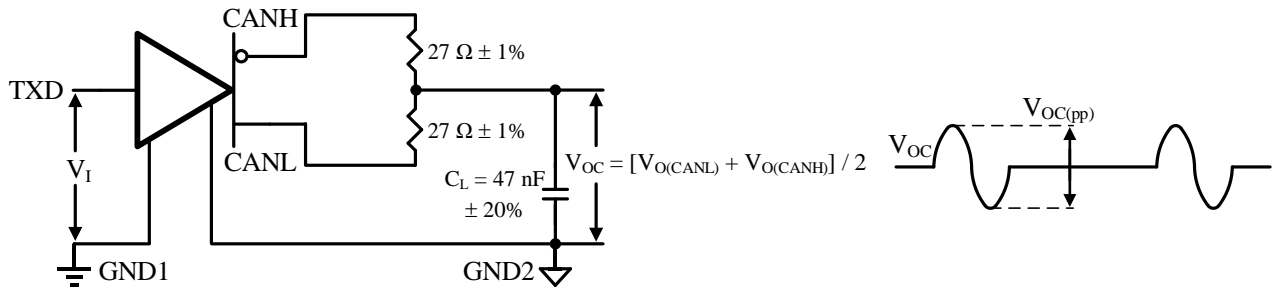 CANH
27 Ω ± 1%
TXD
27 Ω ± 1%
CANL
V_I
V_OC = [V_O(CANL) + V_O(CANH)] / 2
C_L = 47 nF
± 20%
GND1
GND2
V_OC(pp)
V_OC